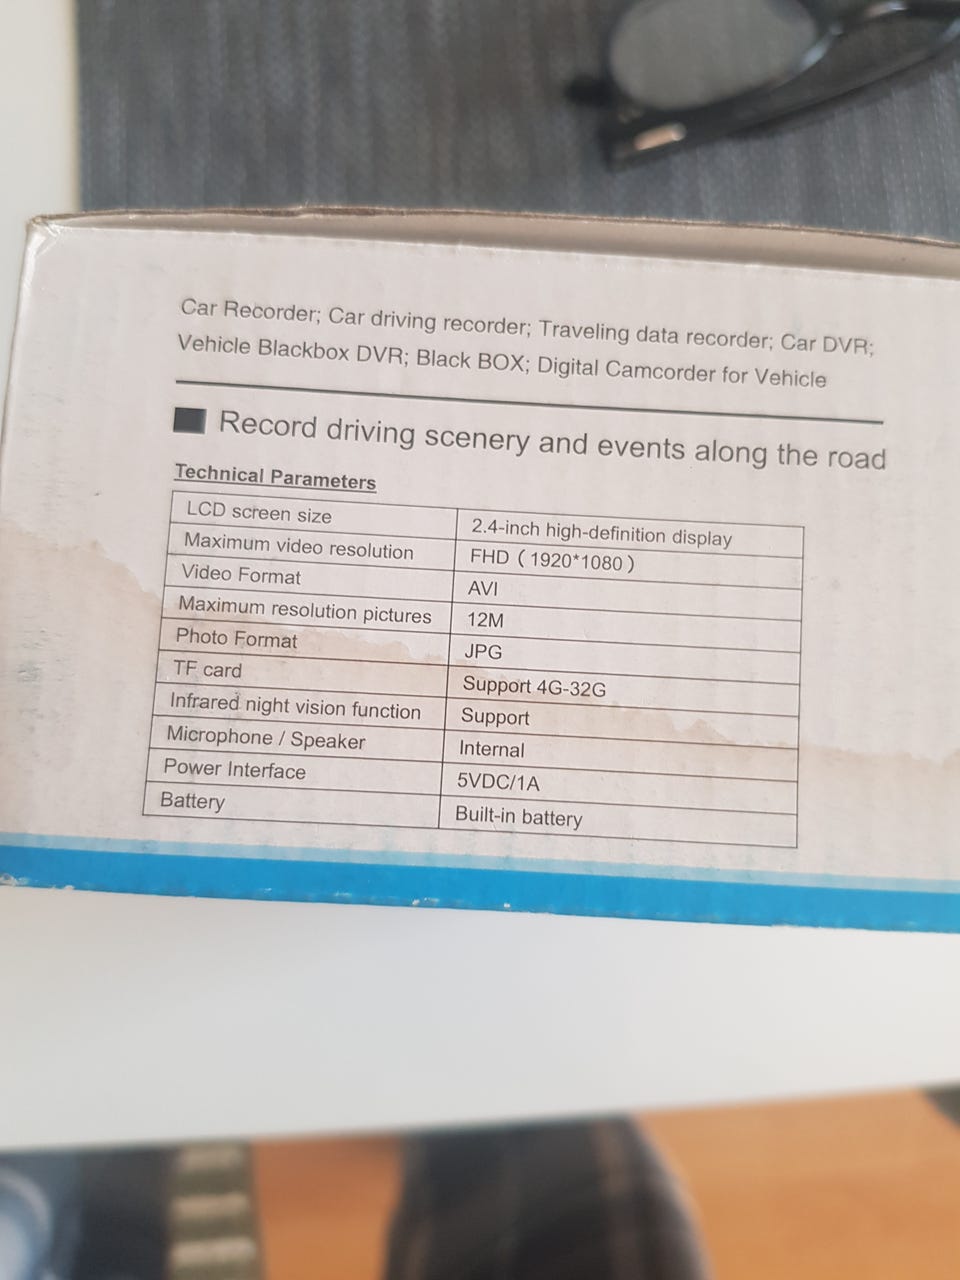 Car Recorder; Car driving recorder; Traveling data recorder; Car DVR;
Vehicle Blackbox DVR; Black BOX; Digital Camcorder for Vehicle
Record driving scenery and events along the road
Technical Parameters
LCD screen size 2.4-inch high-definition display
Maximum video resolution FHD ( 1920*1080 )
Video Format AVI
Maximum resolution pictures 12M
Photo Format JPG
TF card Support 4G-32G
Infrared night vision function Support
Microphone / Speaker Internal
Power Interface 5VDC/1A
Battery Built-in battery